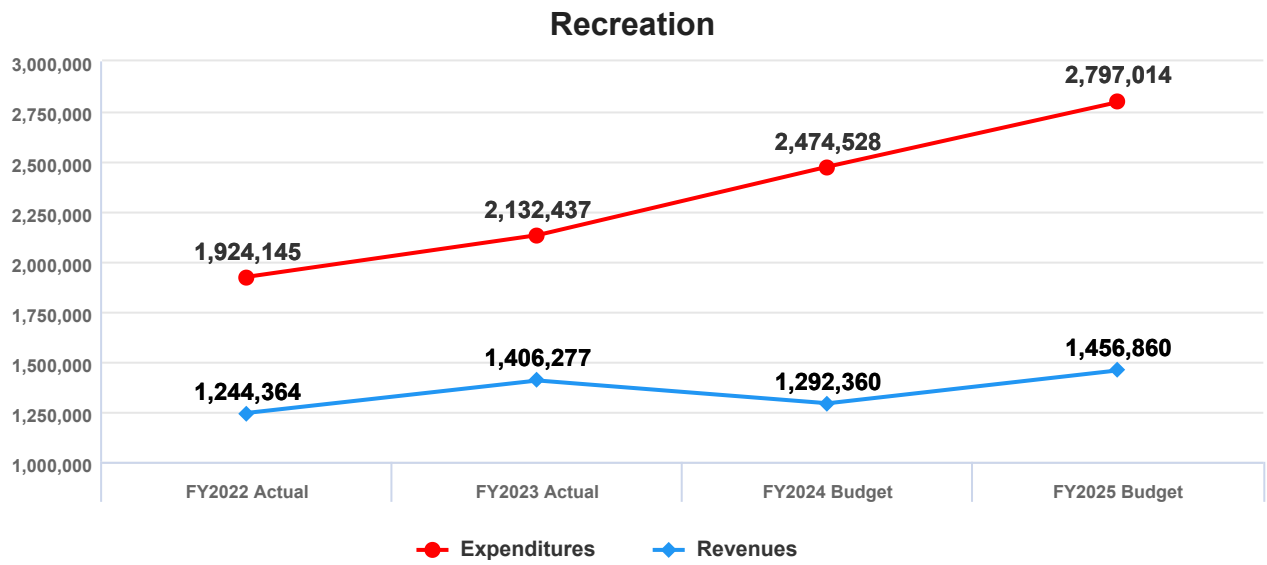 Recreation
3,000,000
2,750,000
2,500,000
2,250,000
2,000,000
1,750,000
1,500,000
1,250,000
1,000,000
1,924,145
2,132,437
2,474,528
2,797,014
1,244,364
1,406,277
1,292,360
1,456,860
FY2022 Actual
FY2023 Actual
FY2024 Budget
FY2025 Budget
Expenditures
Revenues